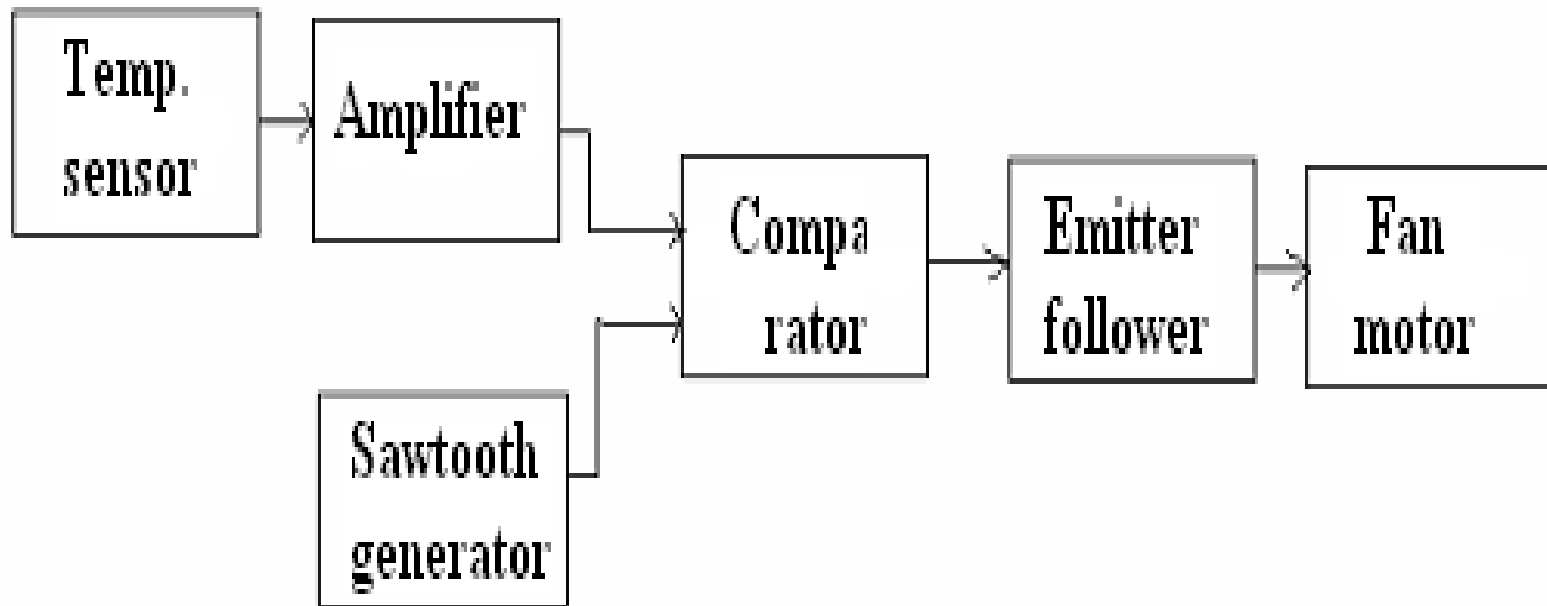 Temp.
sensor
Amplifier
Compa
rator
Emitter
follower
Fan
motor
Sawtooth
generator